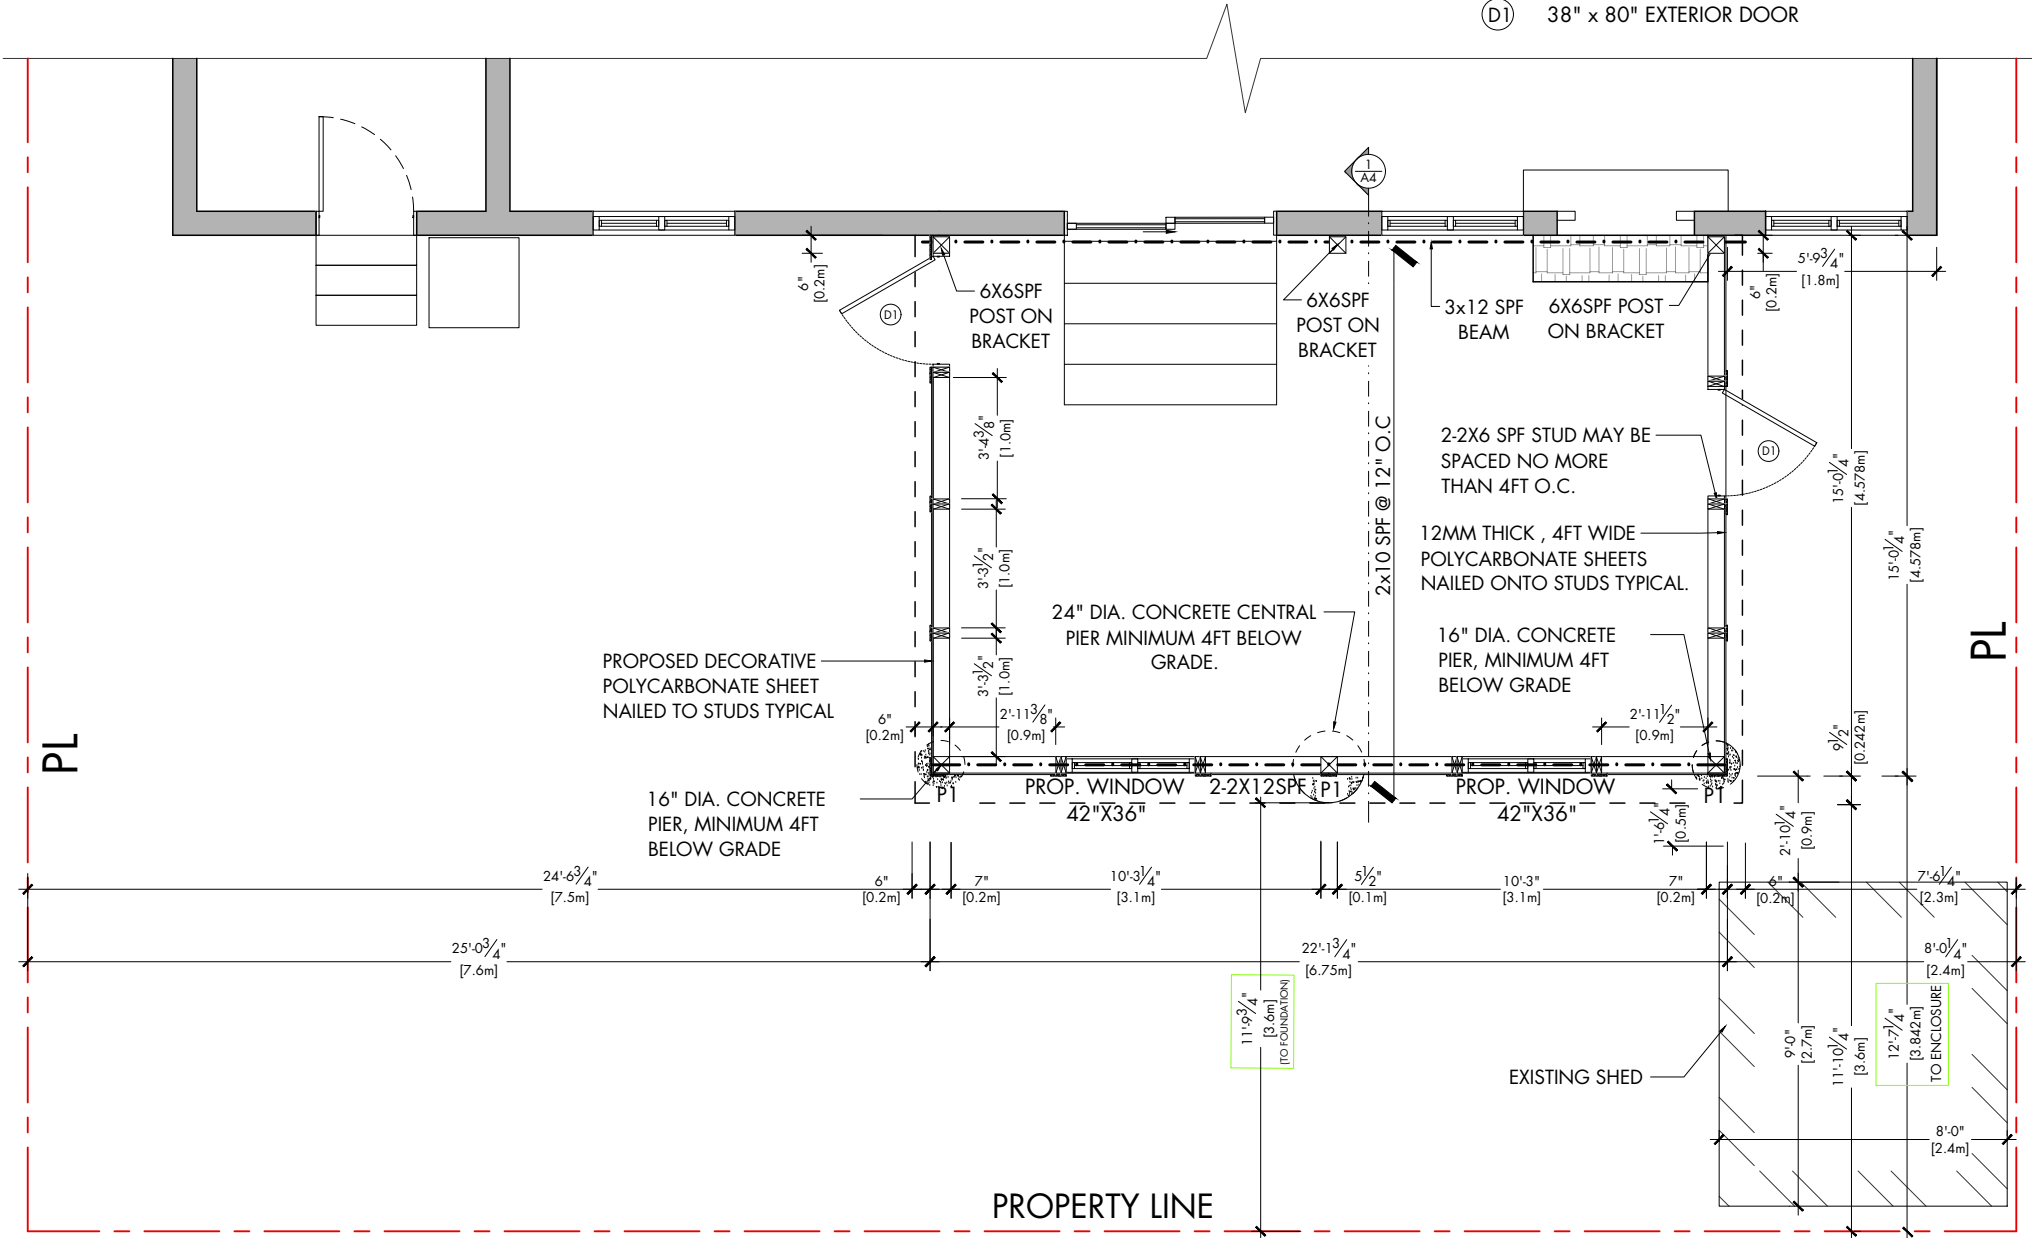 D1 38" x 80" EXTERIOR DOOR
1
A4
6"
[0.2m]
D1
6X6SPF
POST ON
BRACKET
6X6SPF
POST ON
BRACKET
3x12 SPF
BEAM
6X6SPF POST
ON BRACKET
6"
[0.2m]
5'-9¾"
[1.8m]
3'-4⅜"
[1.0m]
3'-3½"
[1.0m]
3'-3½"
[1.0m]
2x10 SPF @ 12" O.C
2-2X6 SPF STUD MAY BE
SPACED NO MORE
THAN 4FT O.C.
D1
12MM THICK , 4FT WIDE
POLYCARBONATE SHEETS
NAILED ONTO STUDS TYPICAL.
15'-0¼"
[4.578m]
15'-0¼"
[4.578m]
24" DIA. CONCRETE CENTRAL
PIER MINIMUM 4FT BELOW
GRADE.
16" DIA. CONCRETE
PIER, MINIMUM 4FT
BELOW GRADE
PROPOSED DECORATIVE
POLYCARBONATE SHEET
NAILED TO STUDS TYPICAL
6"
[0.2m]
2'-11⅜"
[0.9m]
2'-11½"
[0.9m]
9½"
[0.242m]
PL
PL
P1
PROP. WINDOW
42"X36"
2-2X12SPF
P1
PROP. WINDOW
42"X36"
P1
16" DIA. CONCRETE
PIER, MINIMUM 4FT
BELOW GRADE
1'-6¼"
[0.5m]
2'-10¼"
[0.9m]
24'-6¾"
[7.5m]
6"
[0.2m]
7"
[0.2m]
10'-3¼"
[3.1m]
5½"
[0.1m]
10'-3"
[3.1m]
7"
[0.2m]
6"
[0.2m]
7'-6¼"
[2.3m]
25'-0¾"
[7.6m]
22'-1¾"
[6.75m]
8'-0¼"
[2.4m]
11'-9¾"
[3.6m]
(TO FOUNDATION)
EXISTING SHED
9'-0"
[2.7m]
11'-10¼"
[3.6m]
12'-7¼"
[3.842m]
TO ENCLOSURE
8'-0"
[2.4m]
PROPERTY LINE